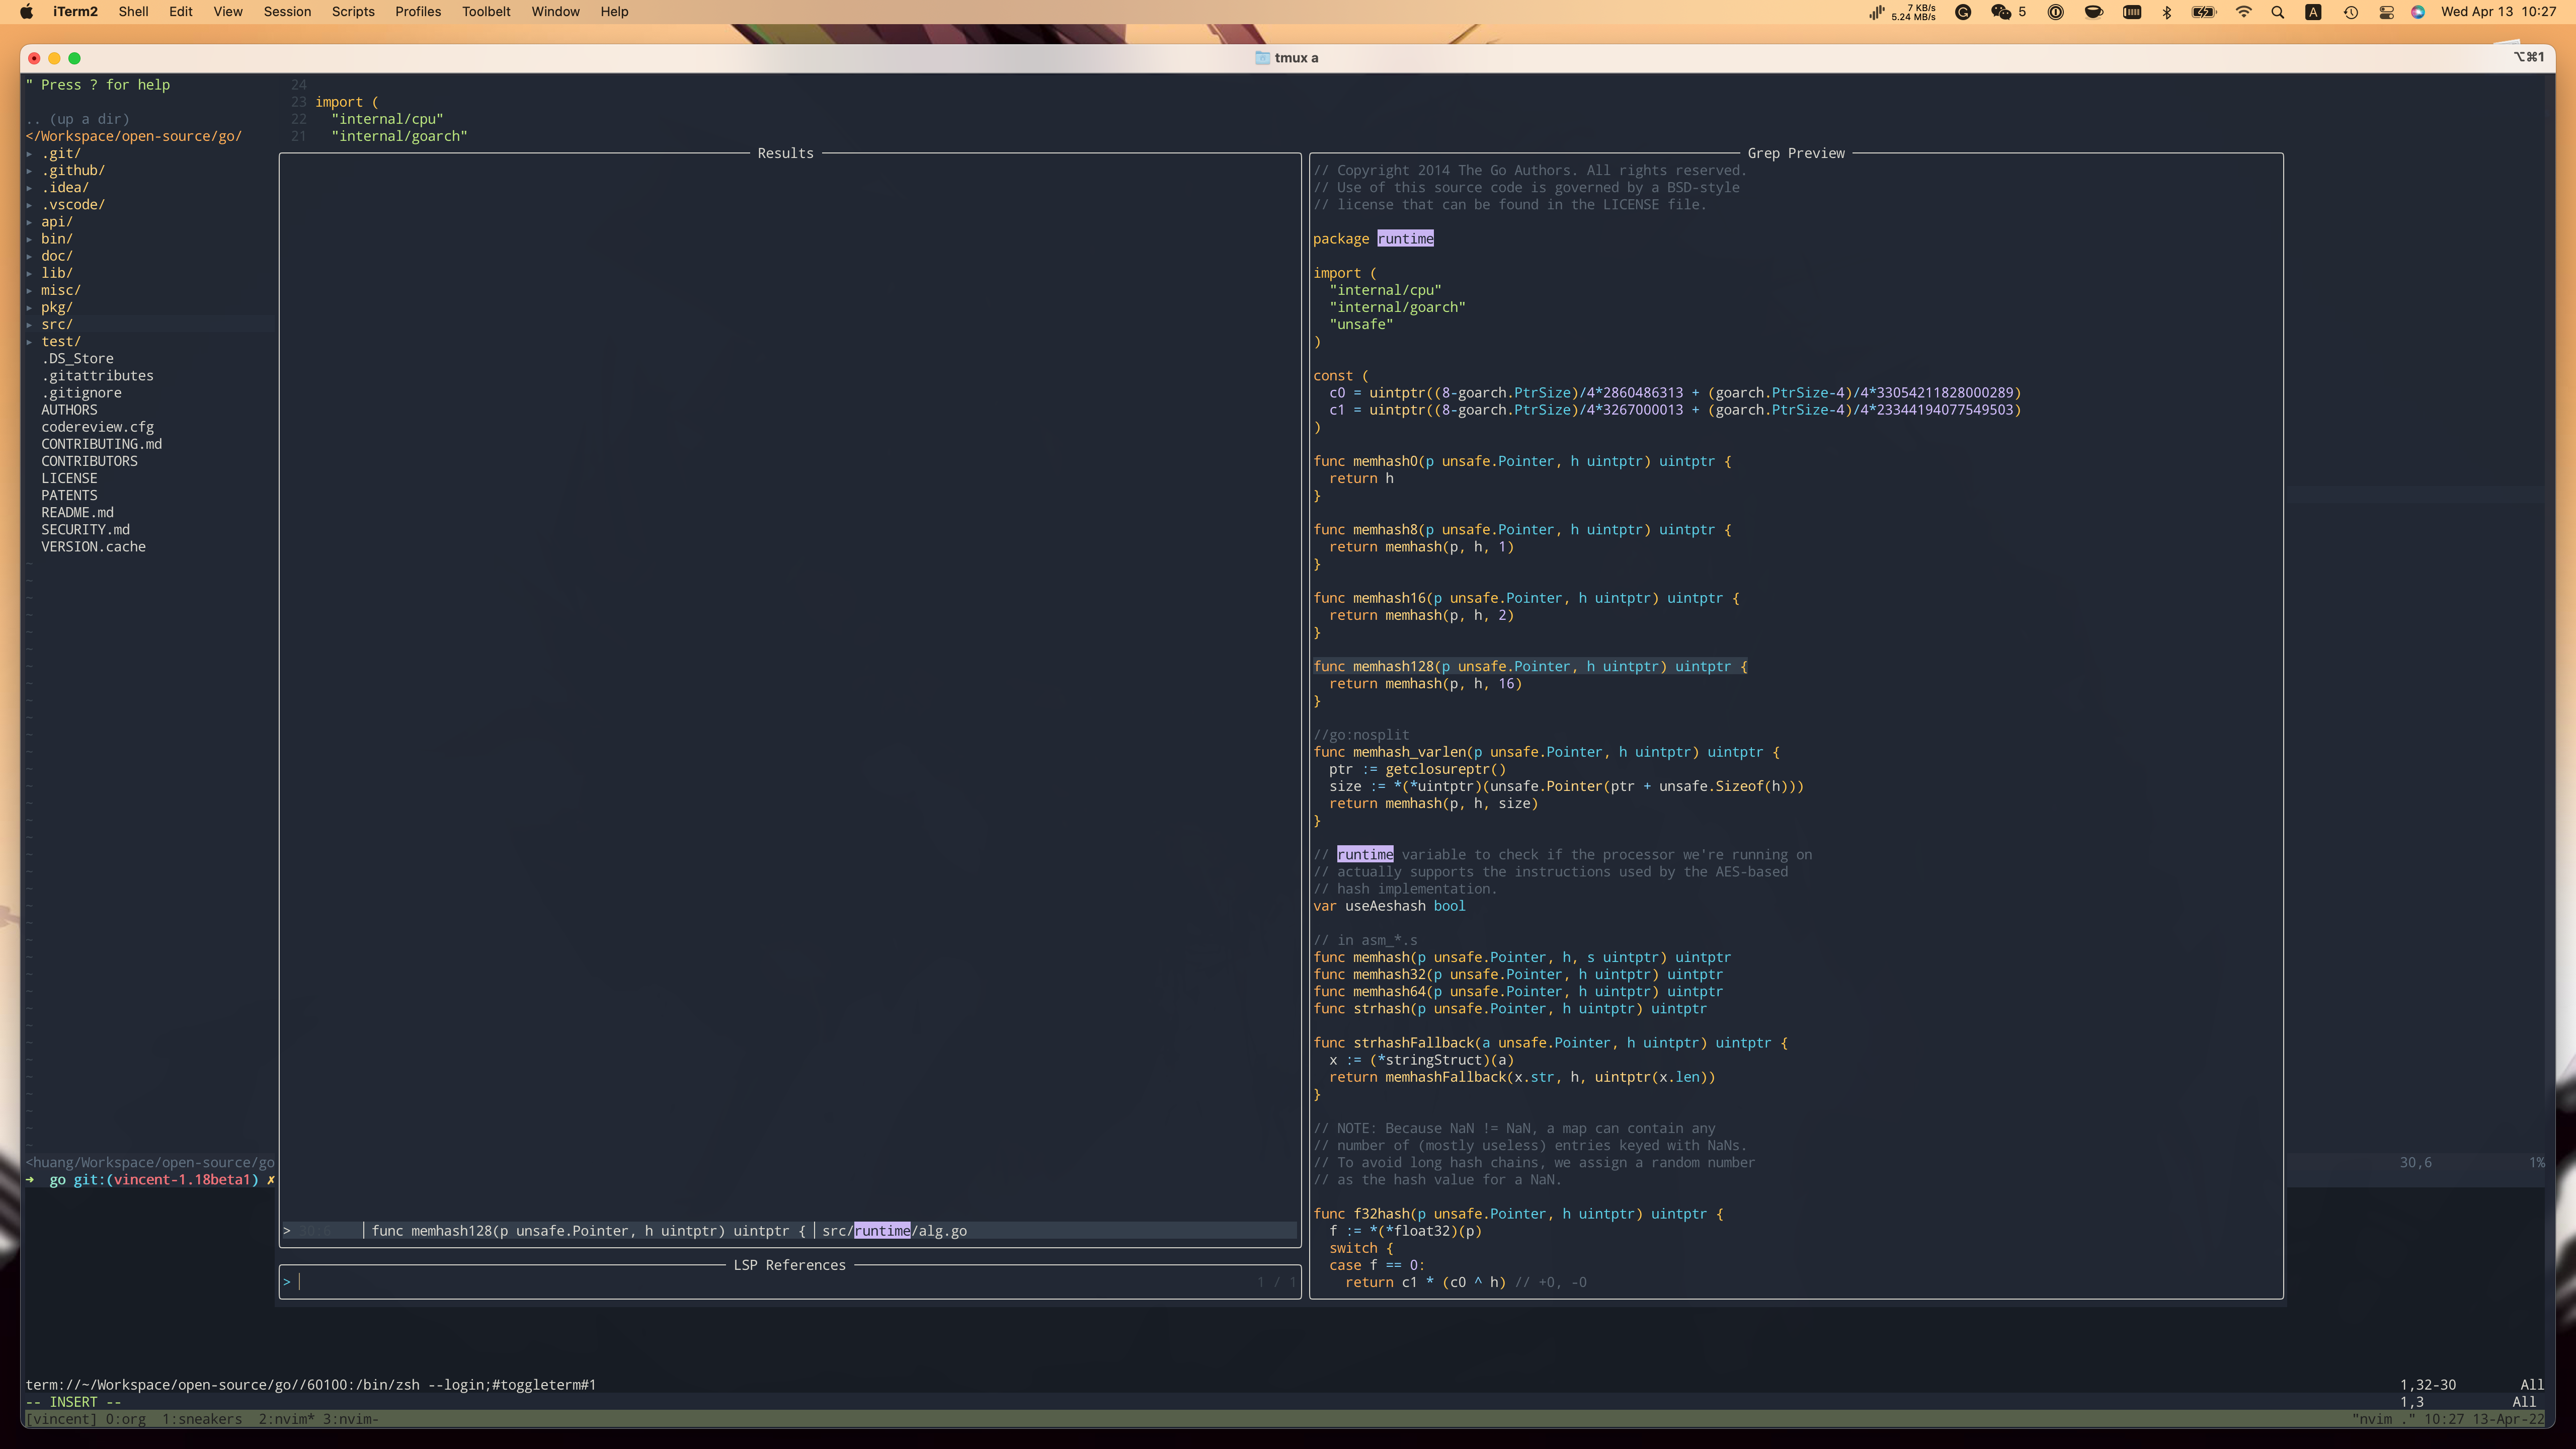 iTerm2 Shell Edit View Session Scripts Profiles Toolbelt Window Help
7 KB/s
5.24 MB/s
5
A
Wed Apr 13 10:27
tmux a
⌥⌘1
" Press ? for help
.. (up a dir)
</Workspace/open-source/go/
▸ .git/
▸ .github/
▸ .idea/
▸ .vscode/
▸ api/
▸ bin/
▸ doc/
▸ lib/
▸ misc/
▸ pkg/
▸ src/
▸ test/
.DS_Store
.gitattributes
.gitignore
AUTHORS
codereview.cfg
CONTRIBUTING.md
CONTRIBUTORS
LICENSE
PATENTS
README.md
SECURITY.md
VERSION.cache
<huang/Workspace/open-source/go
➜ go git:(vincent-1.18beta1) ✗
24
23 import (
22 "internal/cpu"
21 "internal/goarch"
Results
> 30:6 │ func memhash128(p unsafe.Pointer, h uintptr) uintptr { │ src/runtime/alg.go
LSP References
>
1 / 1
Grep Preview
// Copyright 2014 The Go Authors. All rights reserved.
// Use of this source code is governed by a BSD-style
// license that can be found in the LICENSE file.
package runtime
import (
"internal/cpu"
"internal/goarch"
"unsafe"
)
const (
c0 = uintptr((8-goarch.PtrSize)/4*2860486313 + (goarch.PtrSize-4)/4*33054211828000289)
c1 = uintptr((8-goarch.PtrSize)/4*3267000013 + (goarch.PtrSize-4)/4*23344194077549503)
)
func memhash0(p unsafe.Pointer, h uintptr) uintptr {
return h
}
func memhash8(p unsafe.Pointer, h uintptr) uintptr {
return memhash(p, h, 1)
}
func memhash16(p unsafe.Pointer, h uintptr) uintptr {
return memhash(p, h, 2)
}
func memhash128(p unsafe.Pointer, h uintptr) uintptr {
return memhash(p, h, 16)
}
//go:nosplit
func memhash_varlen(p unsafe.Pointer, h uintptr) uintptr {
ptr := getclosureptr()
size := *(*uintptr)(unsafe.Pointer(ptr + unsafe.Sizeof(h)))
return memhash(p, h, size)
}
// runtime variable to check if the processor we're running on
// actually supports the instructions used by the AES-based
// hash implementation.
var useAeshash bool
// in asm_*.s
func memhash(p unsafe.Pointer, h, s uintptr) uintptr
func memhash32(p unsafe.Pointer, h uintptr) uintptr
func memhash64(p unsafe.Pointer, h uintptr) uintptr
func strhash(p unsafe.Pointer, h uintptr) uintptr
func strhashFallback(a unsafe.Pointer, h uintptr) uintptr {
x := (*stringStruct)(a)
return memhashFallback(x.str, h, uintptr(x.len))
}
// NOTE: Because NaN != NaN, a map can contain any
// number of (mostly useless) entries keyed with NaNs.
// To avoid long hash chains, we assign a random number
// as the hash value for a NaN.
func f32hash(p unsafe.Pointer, h uintptr) uintptr {
f := *(*float32)(p)
switch {
case f == 0:
return c1 * (c0 ^ h) // +0, -0
30,6 1%
term://~/Workspace/open-source/go//60100:/bin/zsh --login;#toggleterm#1 1,32-30 All
-- INSERT -- 1,3 All
[vincent] 0:org 1:sneakers 2:nvim* 3:nvim- "nvim ." 10:27 13-Apr-22